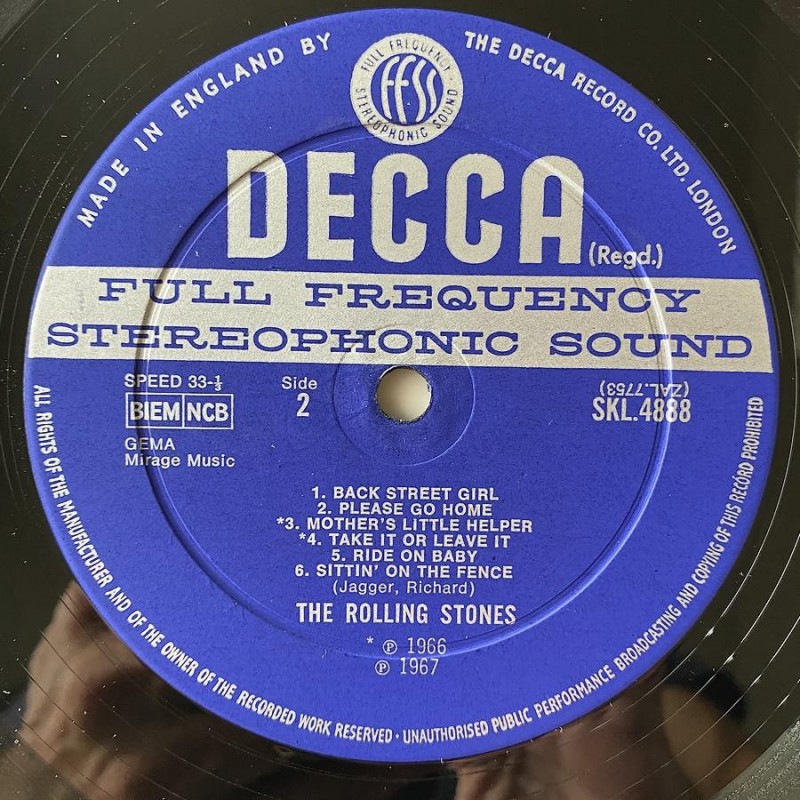 MADE IN ENGLAND BY
THE DECCA RECORD CO. LTD. LONDON
FULL FREQUENCY
FFSS
STEREOPHONIC SOUND
DECCA
(Regd.)
FULL FREQUENCY
STEREOPHONIC SOUND
SPEED 33-⅓
Side
2
BIEM NCB
GEMA
Mirage Music
(ZAL.7753)
SKL.4888
1. BACK STREET GIRL
2. PLEASE GO HOME
*3. MOTHER'S LITTLE HELPER
*4. TAKE IT OR LEAVE IT
5. RIDE ON BABY
6. SITTIN' ON THE FENCE
(Jagger, Richard)
THE ROLLING STONES
* ℗ 1966
℗ 1967
ALL RIGHTS OF THE MANUFACTURER AND OF THE OWNER OF THE RECORDED WORK RESERVED · UNAUTHORISED PUBLIC PERFORMANCE BROADCASTING AND COPYING OF THIS RECORD PROHIBITED